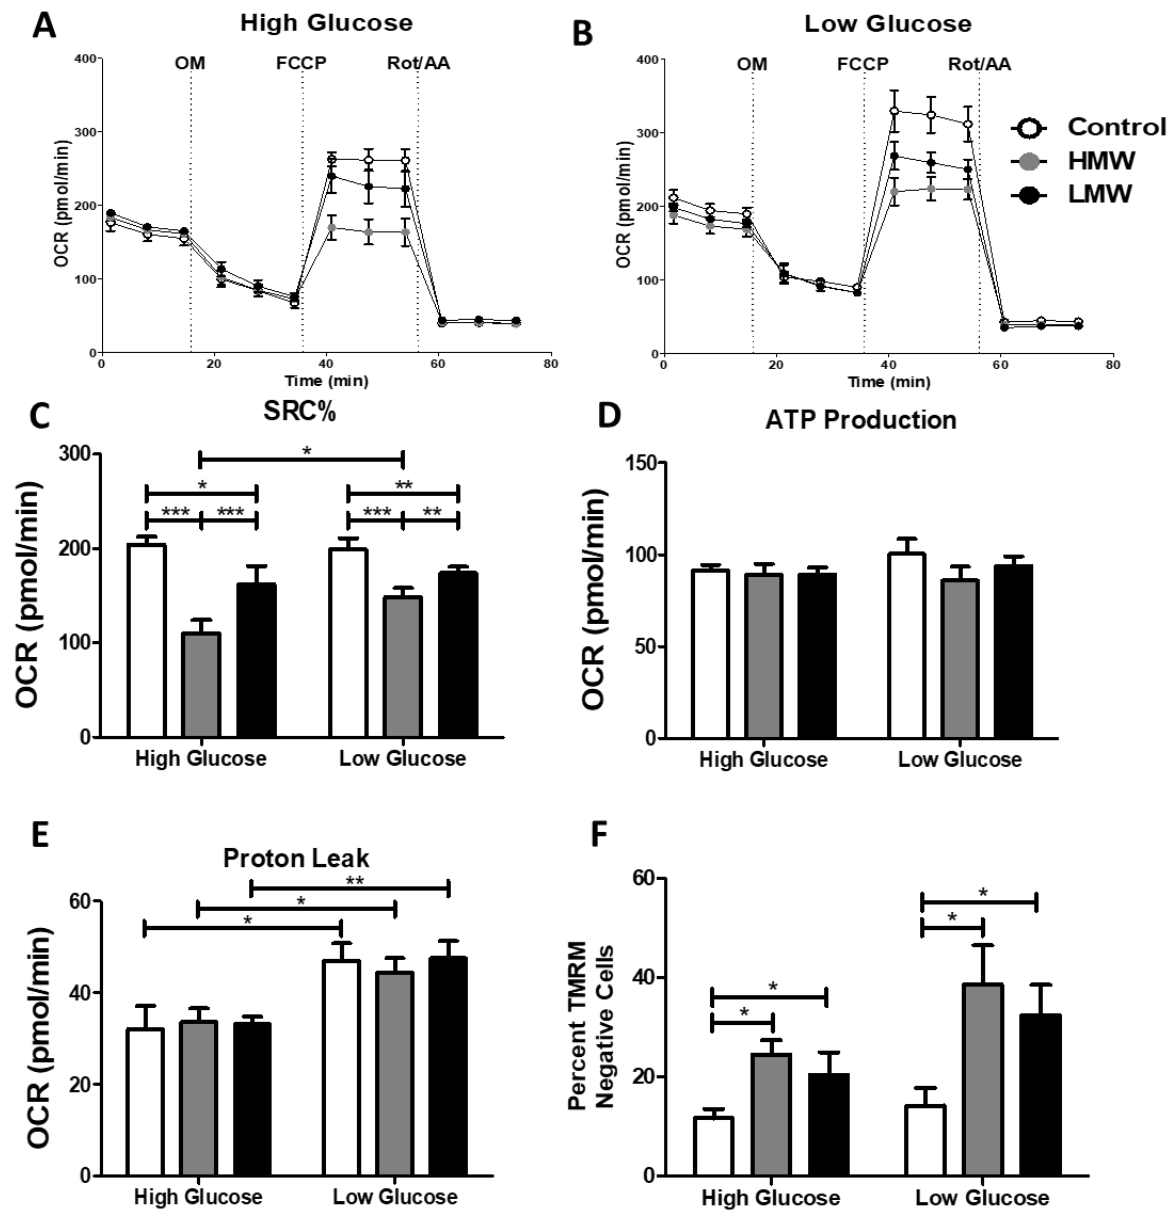 A
High Glucose
400
300
200
100
0
OCR (pmol/min)
OM
FCCP
Rot/AA
0
20
40
60
80
Time (min)
B
Low Glucose
400
300
200
100
0
OCR (pmol/min)
OM
FCCP
Rot/AA
0
20
40
60
80
Time (min)
Control
HMW
LMW
C
SRC%
300
200
100
0
OCR (pmol/min)
*
*
**
***
***
***
**
High Glucose
Low Glucose
D
ATP Production
150
100
50
0
OCR (pmol/min)
High Glucose
Low Glucose
E
Proton Leak
60
40
20
0
OCR (pmol/min)
**
*
*
High Glucose
Low Glucose
F
60
40
20
0
Percent TMRM
Negative Cells
*
*
*
*
High Glucose
Low Glucose